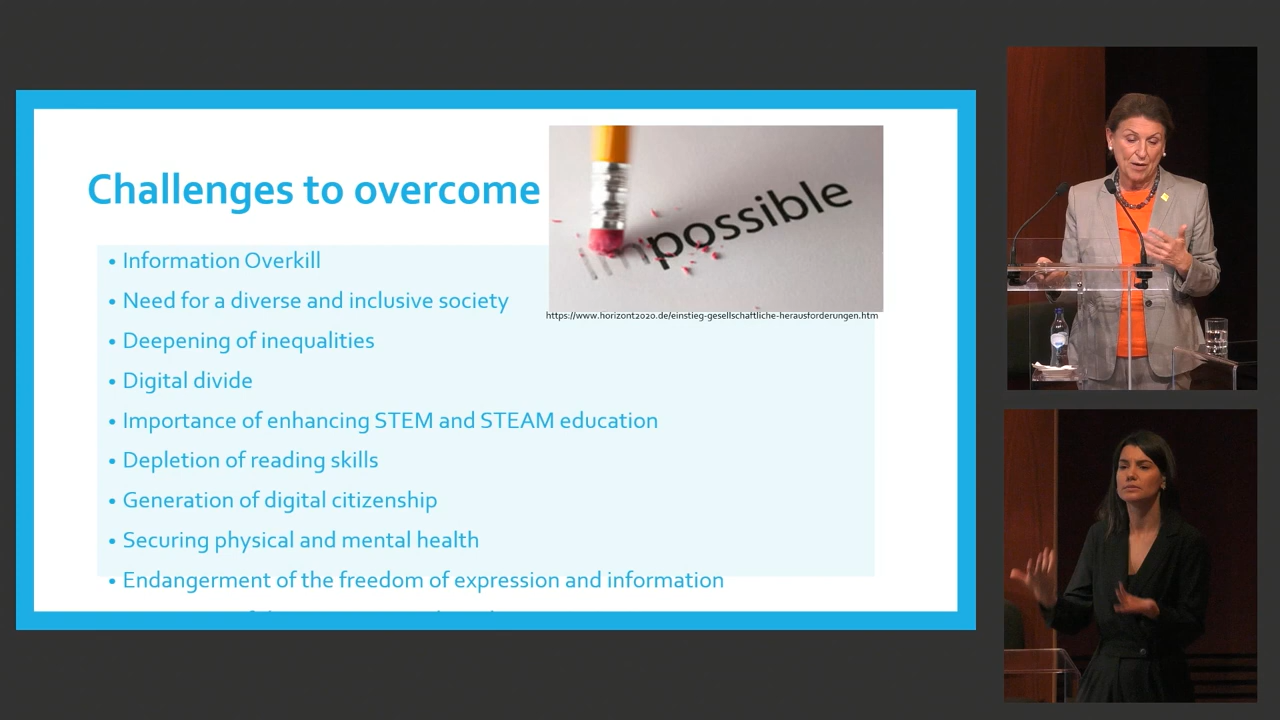 Challenges to overcome
impossible
https://www.horizont2020.de/einstieg-gesellschaftliche-herausforderungen.htm
• Information Overkill
• Need for a diverse and inclusive society
• Deepening of inequalities
• Digital divide
• Importance of enhancing STEM and STEAM education
• Depletion of reading skills
• Generation of digital citizenship
• Securing physical and mental health
• Endangerment of the freedom of expression and information